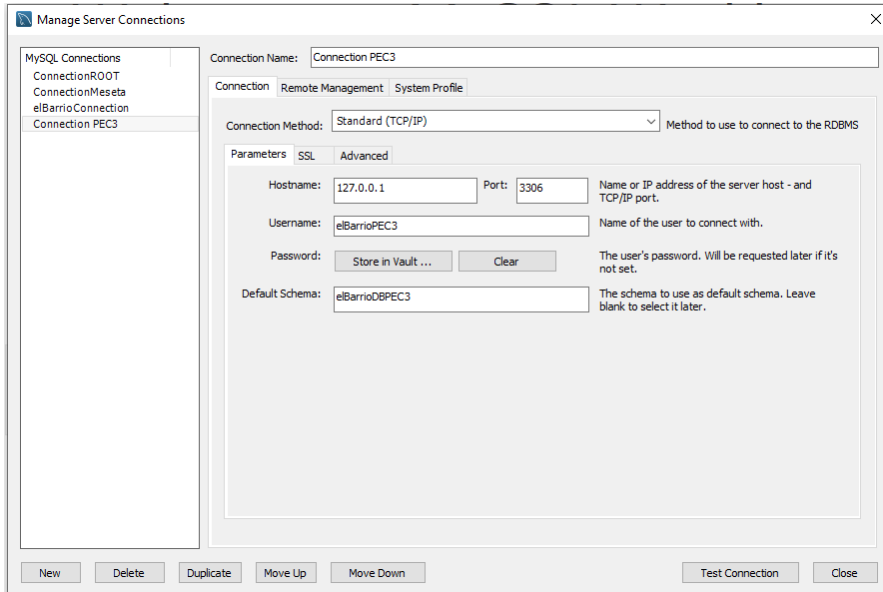 Manage Server Connections
MySQL Connections
ConnectionROOT
ConnectionMeseta
elBarrioConnection
Connection PEC3
Connection Name: Connection PEC3
Connection Remote Management System Profile
Connection Method: Standard (TCP/IP) Method to use to connect to the RDBMS
Parameters SSL Advanced
Hostname: 127.0.0.1 Port: 3306 Name or IP address of the server host - and
TCP/IP port.
Username: elBarrioPEC3 Name of the user to connect with.
Password: Store in Vault ... Clear The user's password. Will be requested later if it's
not set.
Default Schema: elBarrioDBPEC3 The schema to use as default schema. Leave
blank to select it later.
New Delete Duplicate Move Up Move Down Test Connection Close